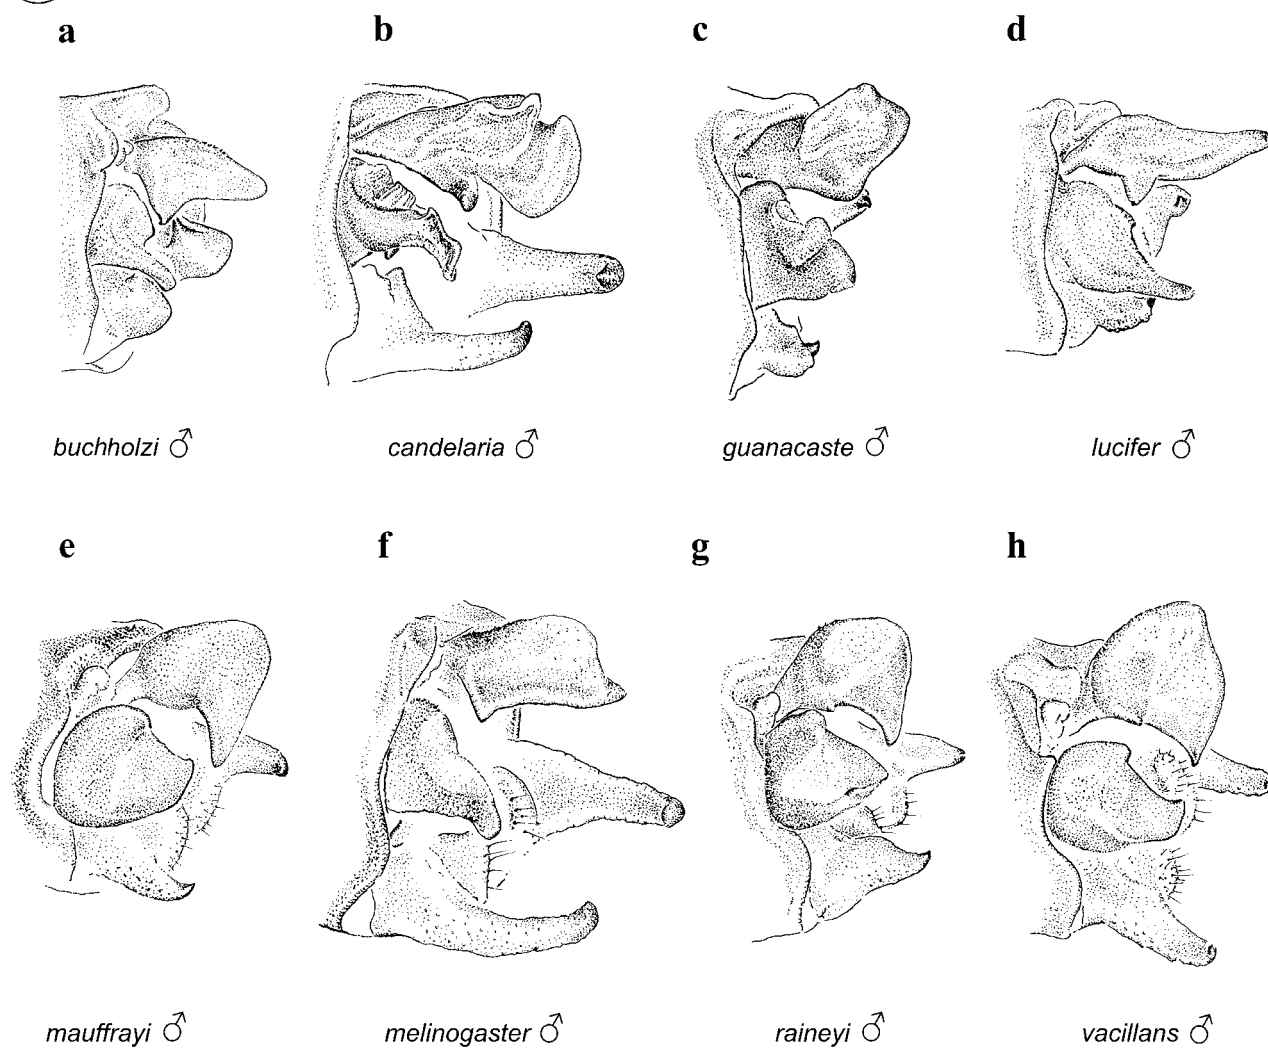 a b c d
buchholzi ♂ candelaria ♂ guanacaste ♂ lucifer ♂
e f g h
mauffrayi ♂ melinogaster ♂ raineyi ♂ vacillans ♂